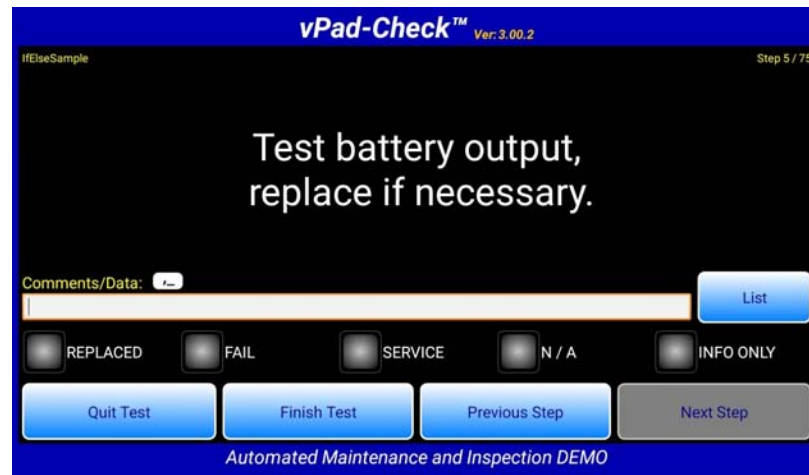 vPad-Check™ Ver: 3.00.2
IfElseSample Step 5 / 75
Test battery output,
replace if necessary.
Comments/Data: ,_
List
REPLACED FAIL SERVICE N / A INFO ONLY
Quit Test Finish Test Previous Step Next Step
Automated Maintenance and Inspection DEMO